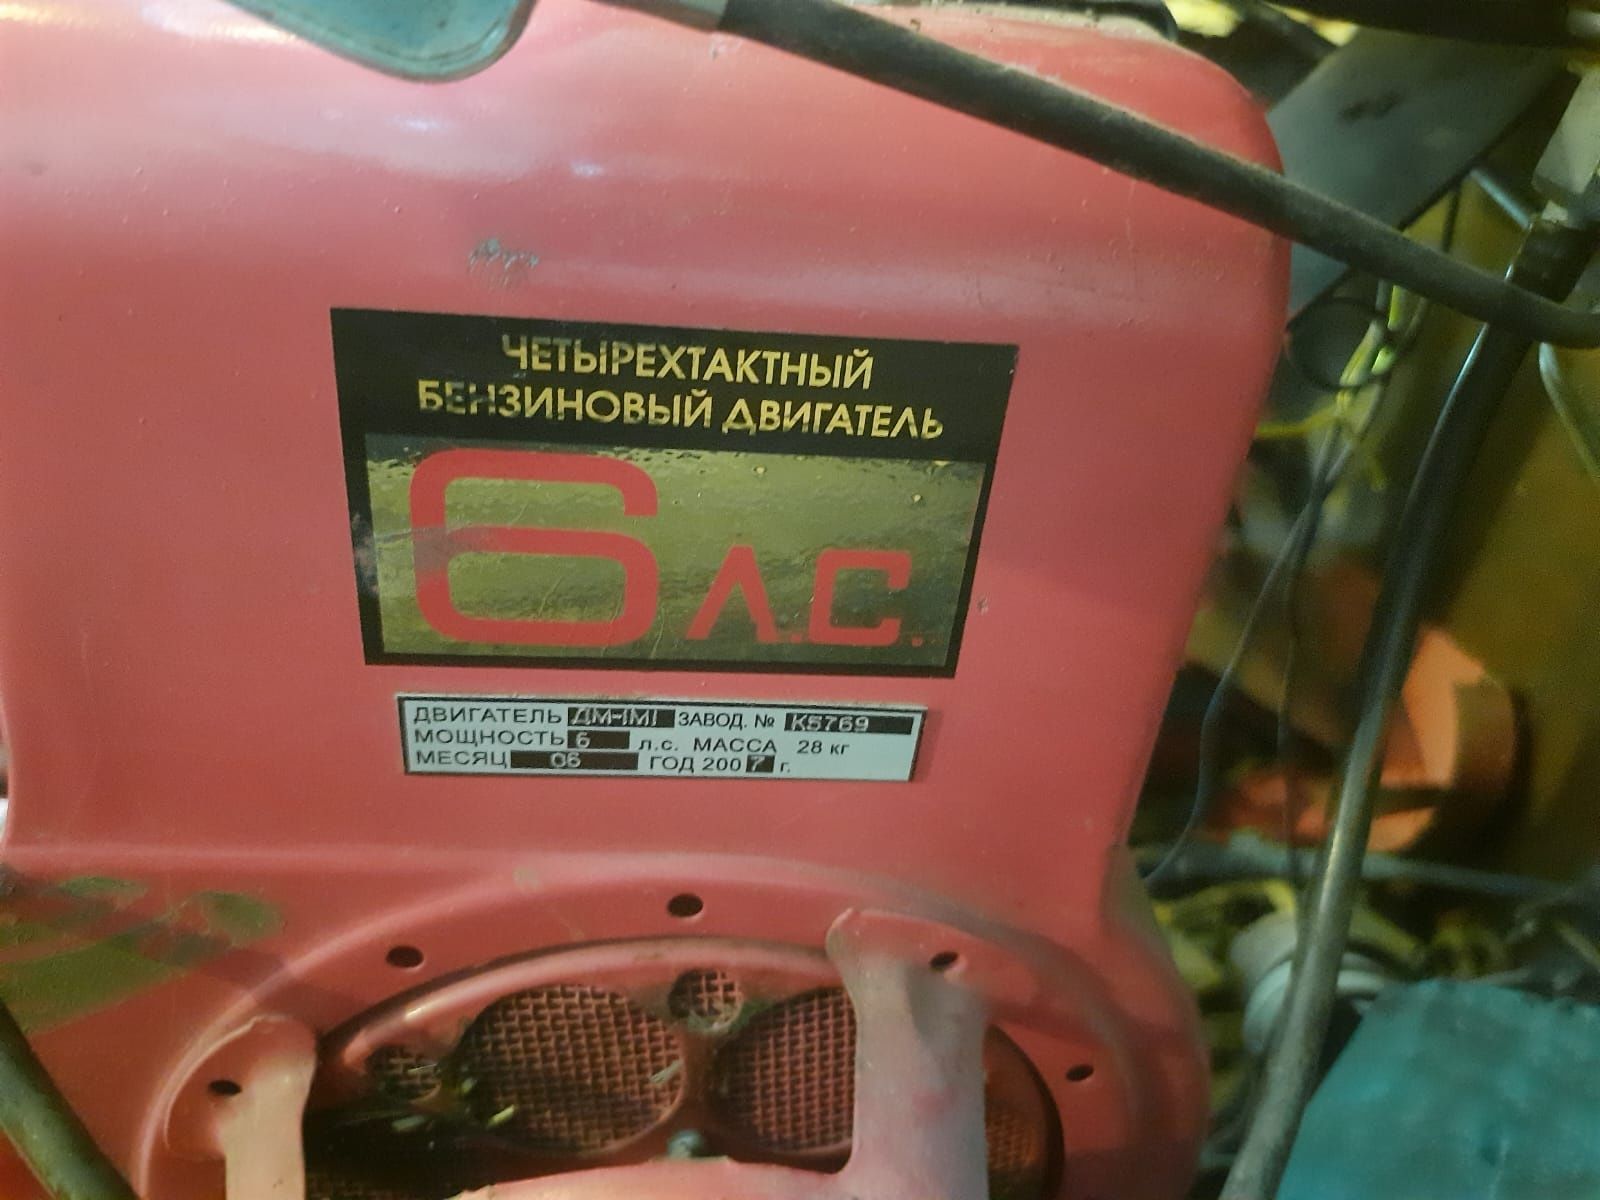 ЧЕТЫРЕХТАКТНЫЙ
БЕНЗИНОВЫЙ ДВИГАТЕЛЬ
6 Л.С.
ДВИГАТЕЛЬ ДМ-1М1 ЗАВОД. № К5769
МОЩНОСТЬ 6 Л.С. МАССА 28 кг
МЕСЯЦ 06 ГОД 2007 г.